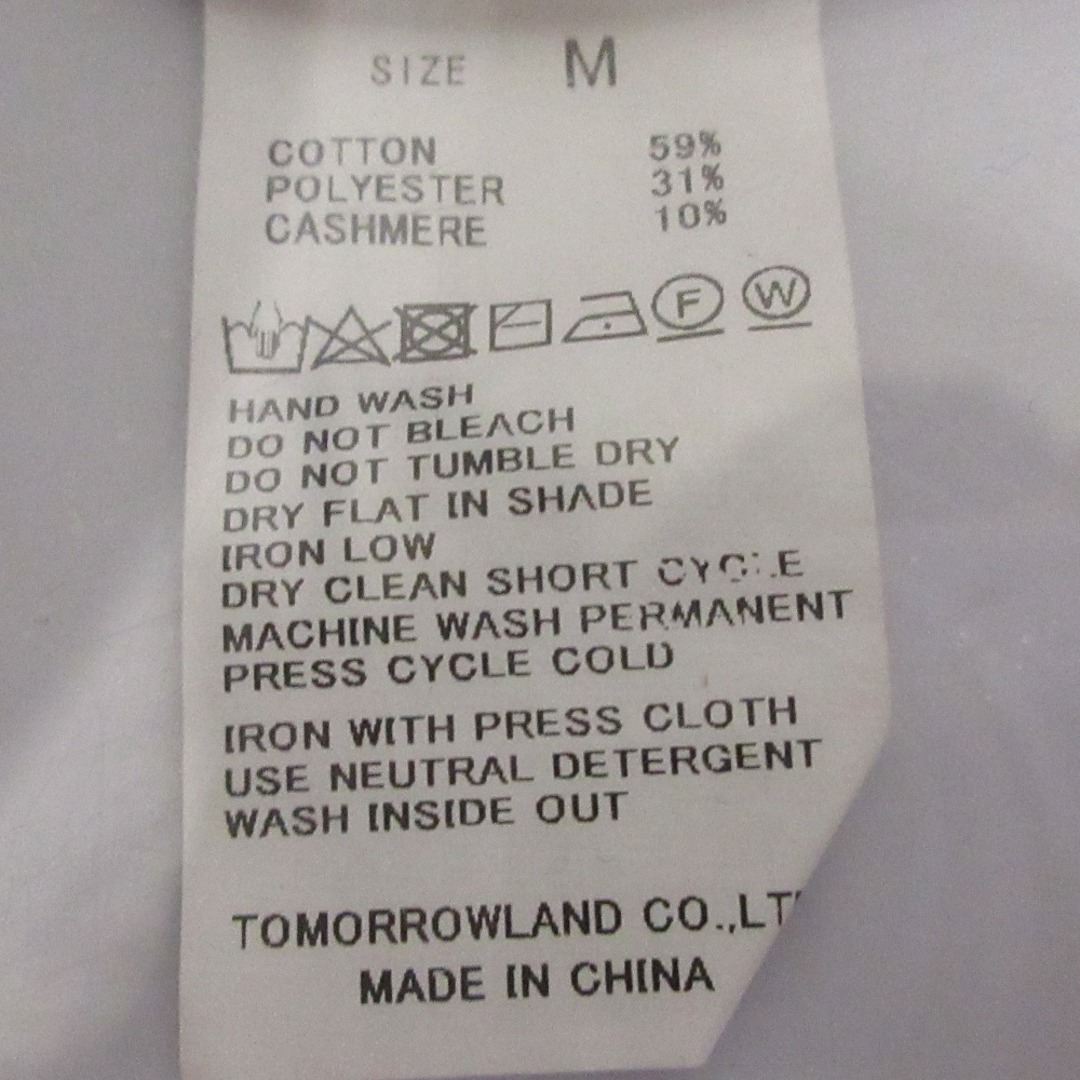 SIZE M
COTTON 59%
POLYESTER 31%
CASHMERE 10%
F W
HAND WASH
DO NOT BLEACH
DO NOT TUMBLE DRY
DRY FLAT IN SHADE
IRON LOW
DRY CLEAN SHORT CYCLE
MACHINE WASH PERMANENT
PRESS CYCLE COLD
IRON WITH PRESS CLOTH
USE NEUTRAL DETERGENT
WASH INSIDE OUT
TOMORROWLAND CO.,LT
MADE IN CHINA